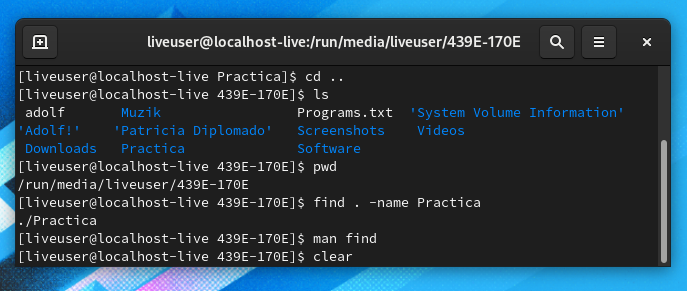 liveuser@localhost-live:/run/media/liveuser/439E-170E
[liveuser@localhost-live Practica]$ cd ..
[liveuser@localhost-live 439E-170E]$ ls
adolf Muzik Programs.txt 'System Volume Information'
'Adolf!' 'Patricia Diplomado' Screenshots Videos
Downloads Practica Software
[liveuser@localhost-live 439E-170E]$ pwd
/run/media/liveuser/439E-170E
[liveuser@localhost-live 439E-170E]$ find . -name Practica
./Practica
[liveuser@localhost-live 439E-170E]$ man find
[liveuser@localhost-live 439E-170E]$ clear